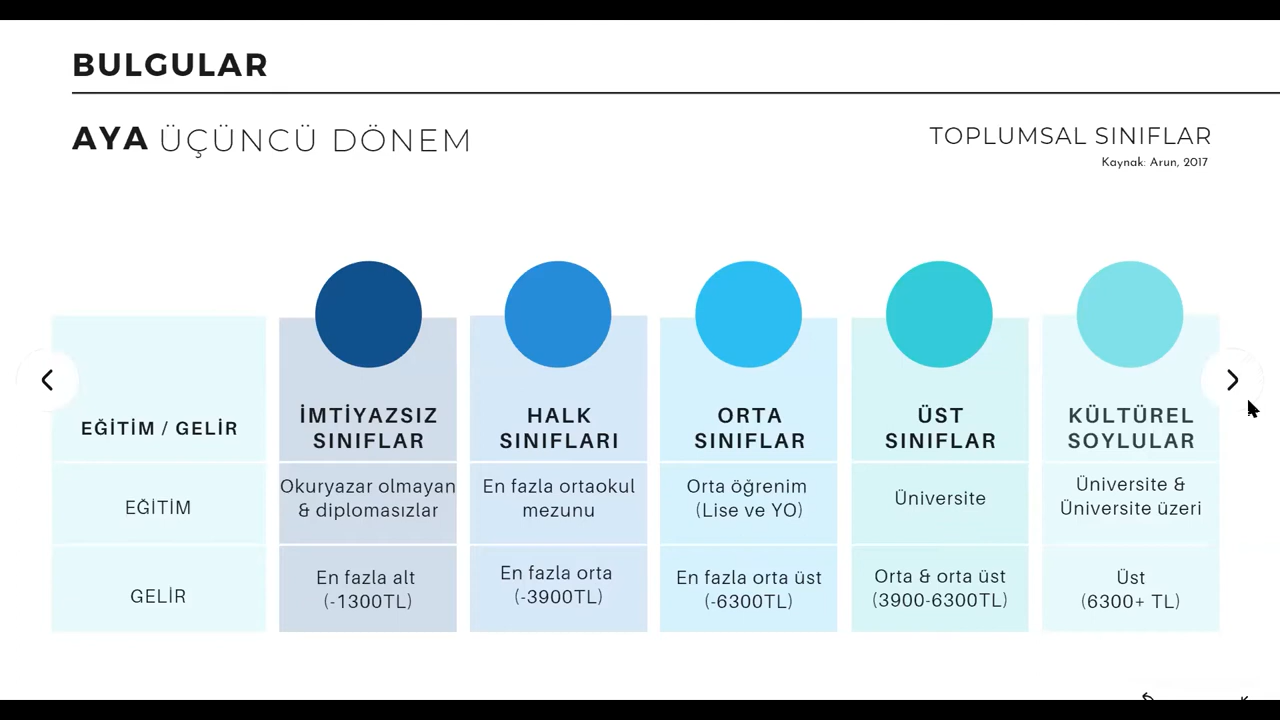 BULGULAR
AYA ÜÇÜNCÜ DÖNEM
TOPLUMSAL SINIFLAR
Kaynak: Arun, 2017
EĞİTİM / GELİR
İMTİYAZSIZ
SINIFLAR
HALK
SINIFLARI
ORTA
SINIFLAR
ÜST
SINIFLAR
KÜLTÜREL
SOYLULAR
EĞİTİM
Okuryazar olmayan
& diplomasızlar
En fazla ortaokul
mezunu
Orta öğrenim
(Lise ve YO)
Üniversite
Üniversite &
Üniversite üzeri
GELİR
En fazla alt
(-1300TL)
En fazla orta
(-3900TL)
En fazla orta üst
(-6300TL)
Orta & orta üst
(3900-6300TL)
Üst
(6300+ TL)